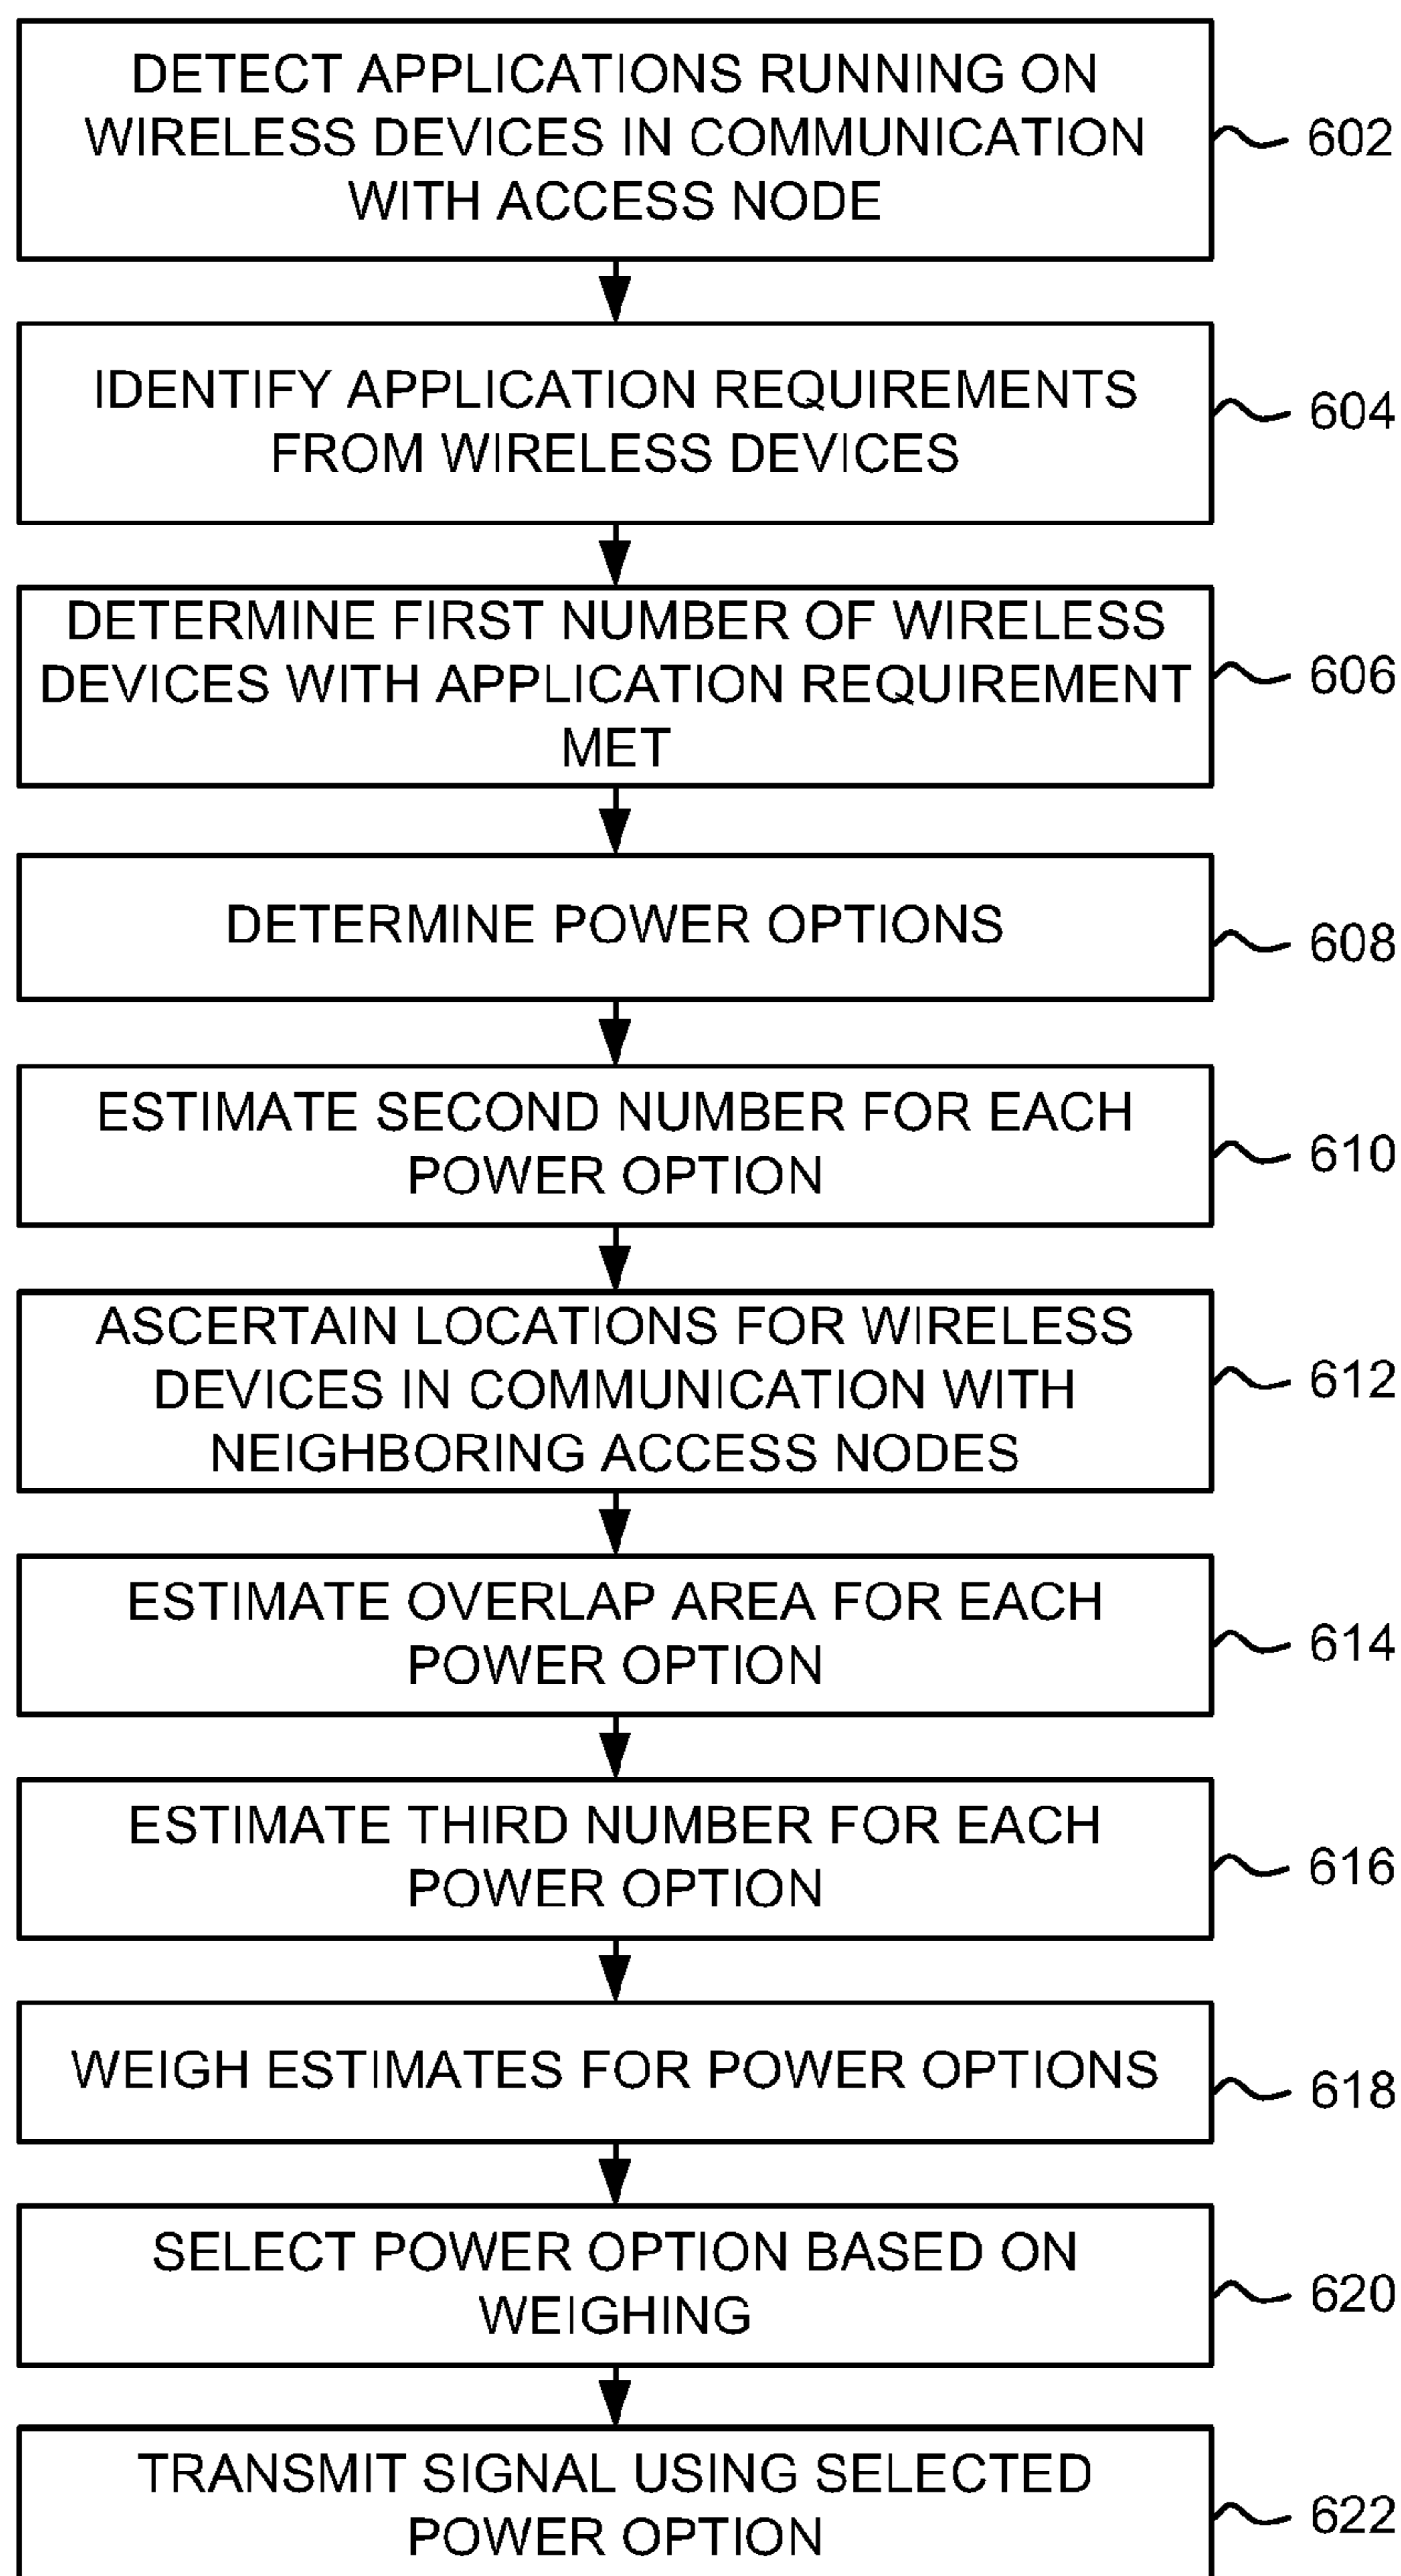 DETECT APPLICATIONS RUNNING ON
WIRELESS DEVICES IN COMMUNICATION
WITH ACCESS NODE
602
IDENTIFY APPLICATION REQUIREMENTS
FROM WIRELESS DEVICES
604
DETERMINE FIRST NUMBER OF WIRELESS
DEVICES WITH APPLICATION REQUIREMENT
MET
606
DETERMINE POWER OPTIONS
608
ESTIMATE SECOND NUMBER FOR EACH
POWER OPTION
610
ASCERTAIN LOCATIONS FOR WIRELESS
DEVICES IN COMMUNICATION WITH
NEIGHBORING ACCESS NODES
612
ESTIMATE OVERLAP AREA FOR EACH
POWER OPTION
614
ESTIMATE THIRD NUMBER FOR EACH
POWER OPTION
616
WEIGH ESTIMATES FOR POWER OPTIONS
618
SELECT POWER OPTION BASED ON
WEIGHING
620
TRANSMIT SIGNAL USING SELECTED
POWER OPTION
622